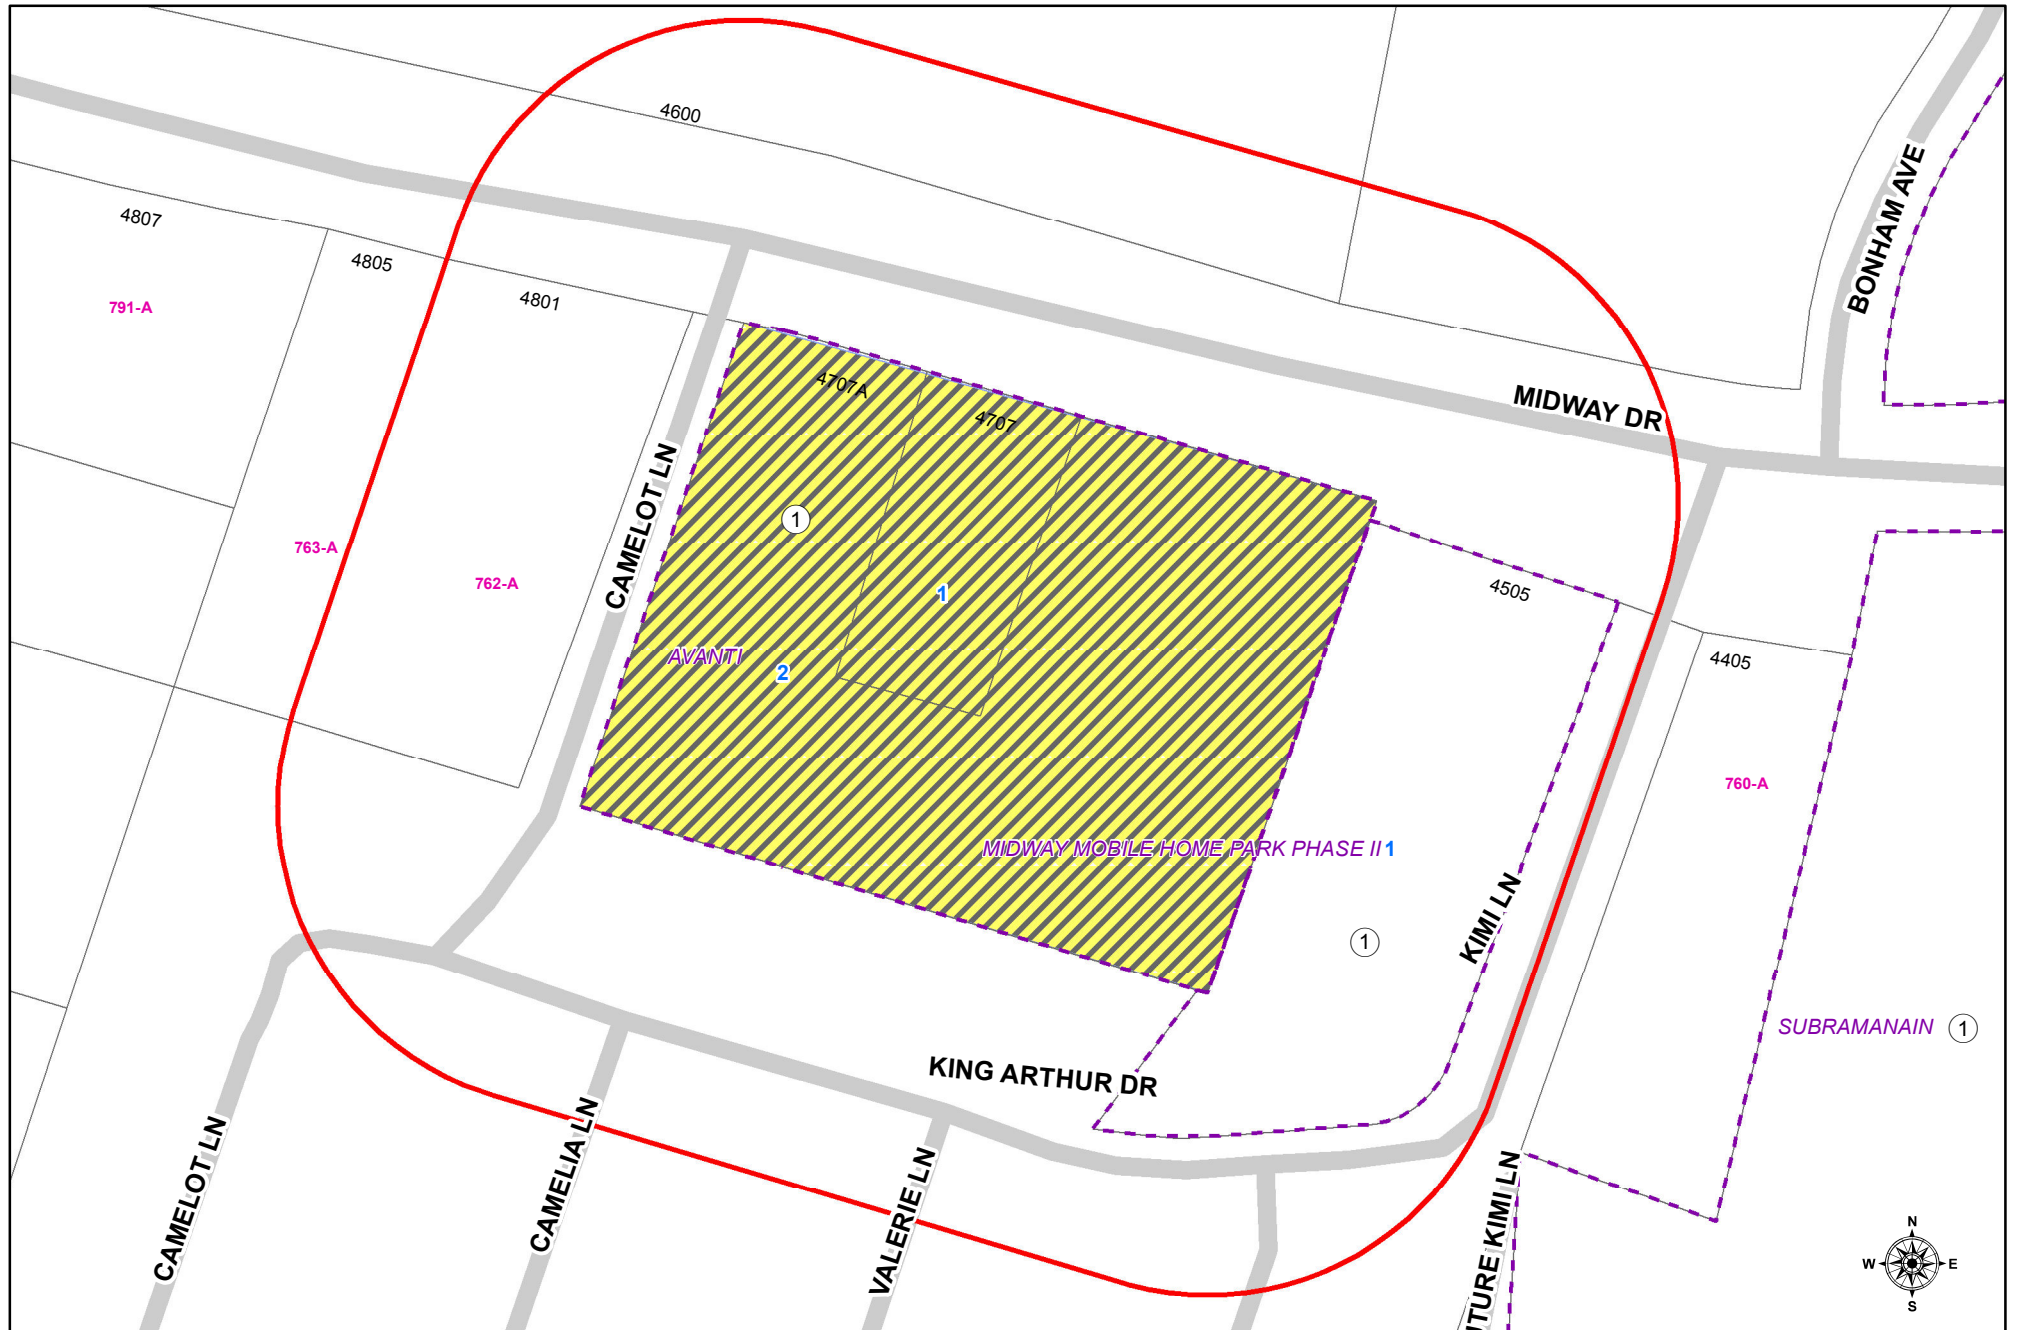 4600
4807
BONHAM AVE
4805
4801
791-A
4707A
4707
MIDWAY DR
1
CAMELOT LN
763-A
762-A
4505
1
AVANTI
2
4405
760-A
MIDWAY MOBILE HOME PARK PHASE II 1
KIMI LN
1
SUBRAMANAIN 1
KING ARTHUR DR
CAMELOT LN
CAMELIA LN
VALERIE LN
TURE KIMI LN
N
W E
S